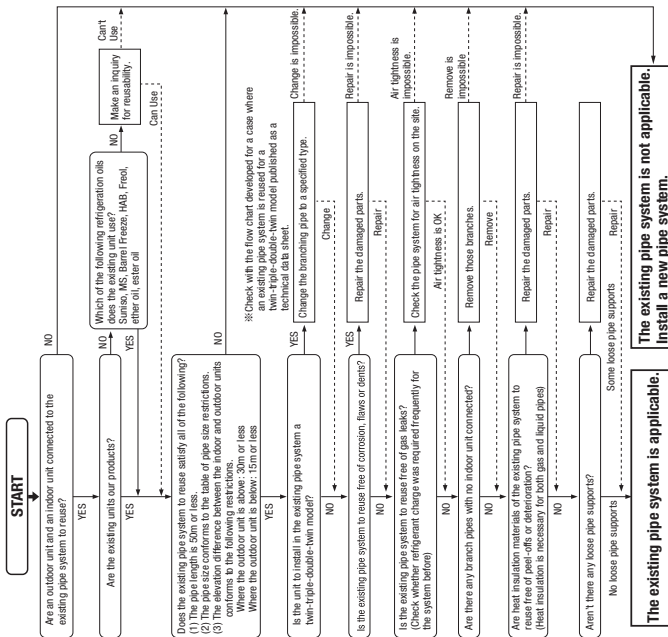 START
Are an outdoor unit and an indoor unit connected to the
existing pipe system to reuse?
NO
YES
Are the existing units our products?
NO
YES
Which of the following refrigeration oils
does the existing unit use?
Suniso, MS, Barrel Freeze, HAB, Freol,
ether oil, ester oil
YES
NO
Make an inquiry
for reusability.
Can't
Use
Can Use
Does the existing pipe system to reuse satisfy all of the following?
(1) The pipe length is 50m or less.
(2) The pipe size conforms to the table of pipe size restrictions.
(3) The elevation difference between the indoor and outdoor units
conforms to the following restrictions.
Where the outdoor unit is above: 30m or less
Where the outdoor unit is below: 15m or less
NO
YES
※Check with the flow chart developed for a case where
an existing pipe system is reused for a
twin-triple-double-twin model published as a
technical data sheet.
Is the unit to install in the existing pipe system a
twin-triple-double-twin model?
YES
Change the branching pipe to a specified type.
Change is impossible.
NO
Change
Is the existing pipe system to reuse free of corrosion, flaws or dents?
YES
Repair the damaged parts.
Repair is impossible.
NO
Repair
Is the existing pipe system to reuse free of gas leaks?
(Check whether refrigerant charge was required frequently for
the system before)
Check the pipe system for air tightness on the site.
Air tightness is
impossible.
NO
Air tightness is OK
Are there any branch pipes with no indoor unit connected?
Remove those branches.
Remove is
impossible
NO
Remove
Are heat insulation materials of the existing pipe system to
reuse free of peel-offs or deterioration?
(Heat insulation is necessary for both gas and liquid pipes)
Repair the damaged parts.
Repair is impossible.
NO
Repair
Aren't there any loose pipe supports?
Repair the damaged parts.
No loose pipe supports
Some loose pipe supports
Repair
The existing pipe system is applicable.
The existing pipe system is not applicable.
Install a new pipe system.